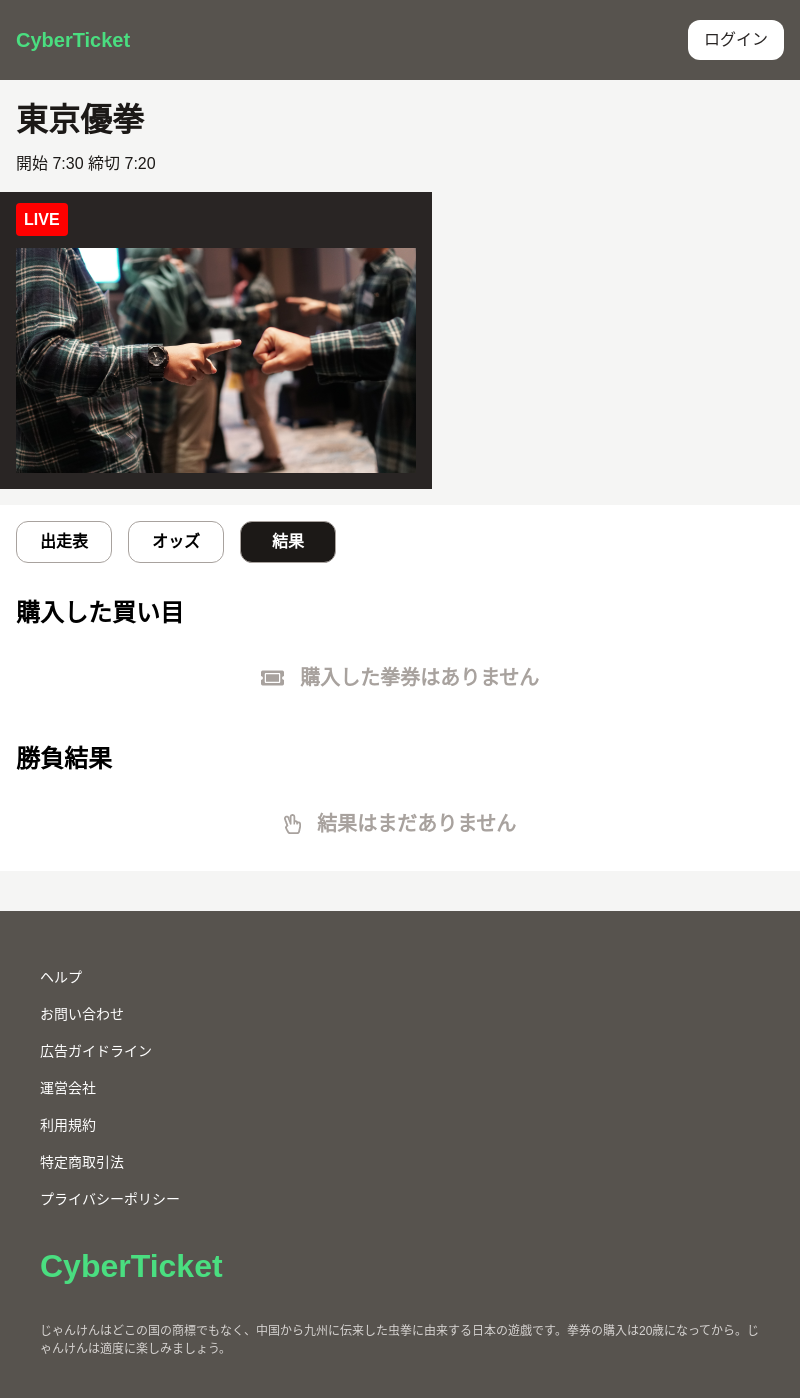 CyberTicket
ログイン
東京優拳
開始 7:30 締切 7:20
LIVE
出走表
オッズ
結果
購入した買い目
購入した拳券はありません
勝負結果
結果はまだありません
ヘルプ
お問い合わせ
広告ガイドライン
運営会社
利用規約
特定商取引法
プライバシーポリシー
CyberTicket
じゃんけんはどこの国の商標でもなく、中国から九州に伝来した虫拳に由来する日本の遊戯です。拳券の購入は20歳になってから。じ
ゃんけんは適度に楽しみましょう。